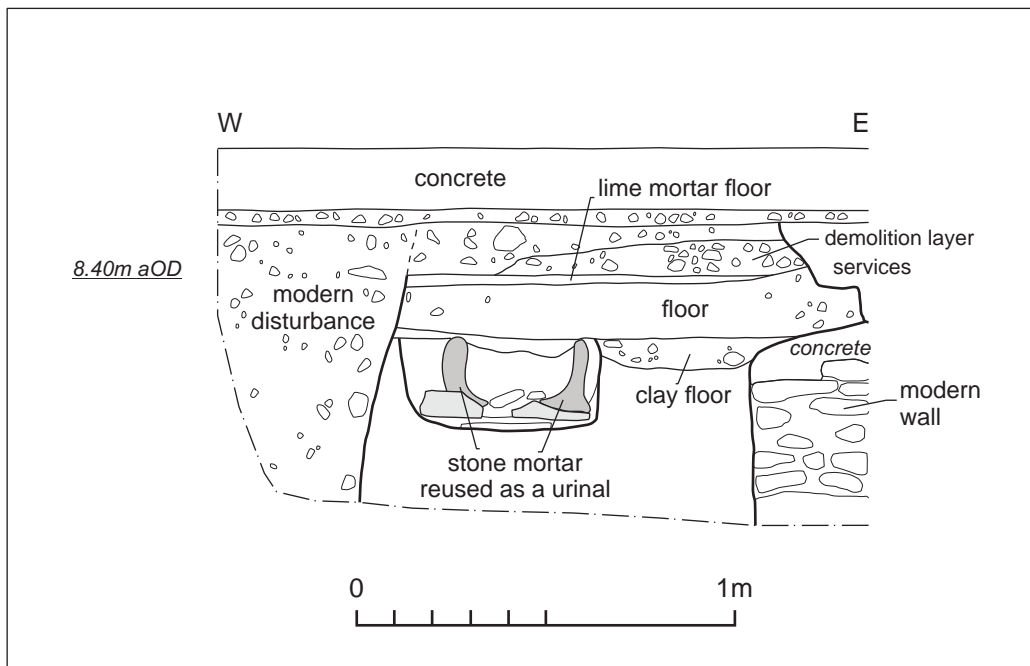 W
E
concrete
lime mortar floor
demolition layer
services
8.40m aOD
modern
disturbance
floor
concrete
clay floor
modern
wall
stone mortar
reused as a urinal
0
1m